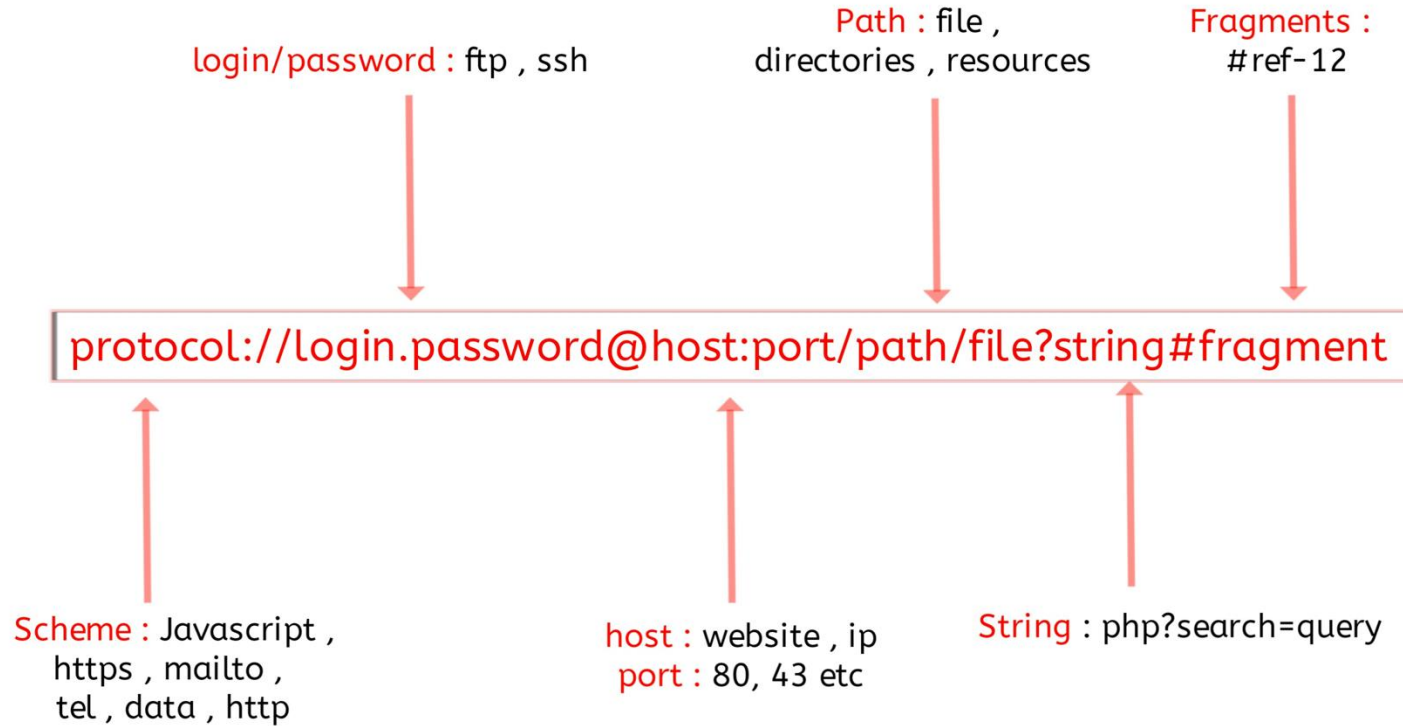 login/password : ftp , ssh
Path : file ,
directories , resources
Fragments :
#ref-12
protocol://login.password@host:port/path/file?string#fragment
Scheme : Javascript ,
https , mailto ,
tel , data , http
host : website , ip
port : 80, 43 etc
String : php?search=query